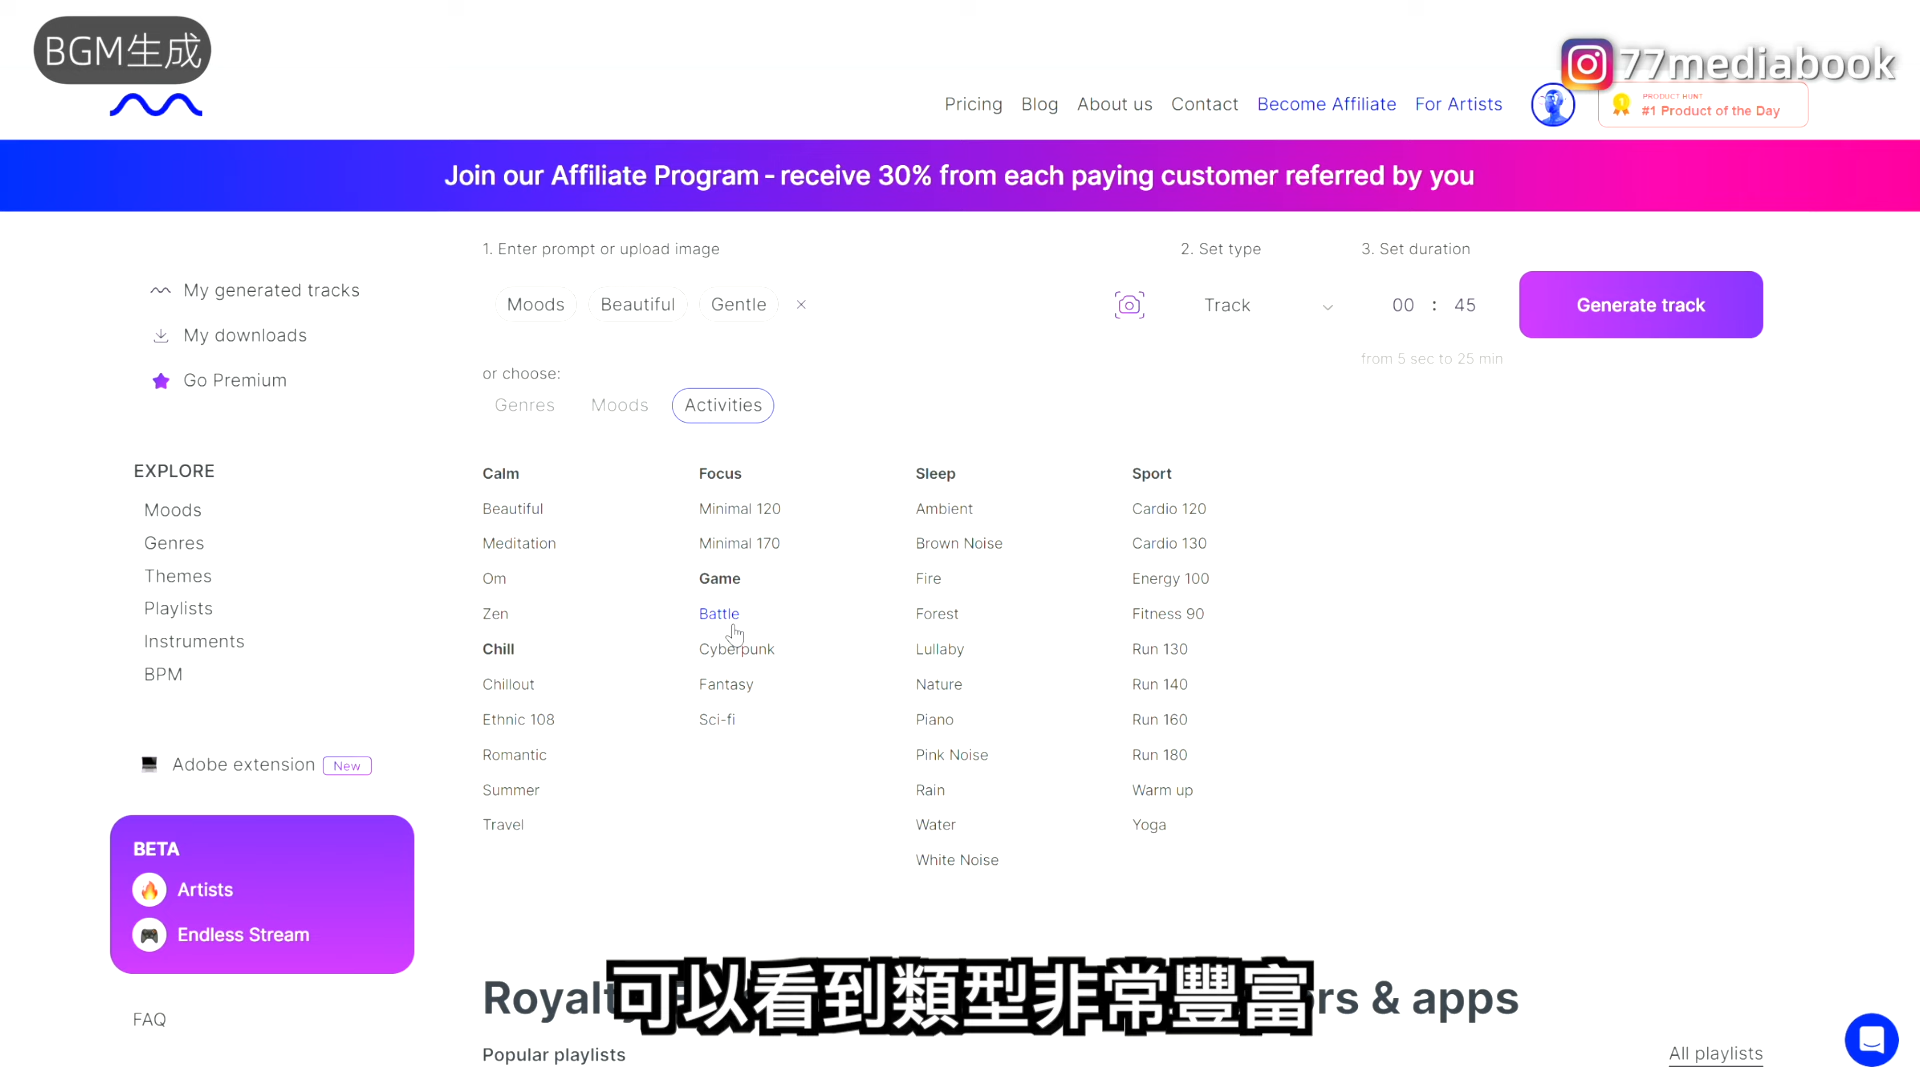 BGM生成
77mediabook
Pricing Blog About us Contact Become Affiliate For Artists
PRODUCT HUNT
#1 Product of the Day
Join our Affiliate Program - receive 30% from each paying customer referred by you
My generated tracks
My downloads
Go Premium
EXPLORE
Moods
Genres
Themes
Playlists
Instruments
BPM
Adobe extension New
BETA
Artists
Endless Stream
FAQ
1. Enter prompt or upload image
2. Set type
3. Set duration
Moods Beautiful Gentle ×
Track
00 : 45
Generate track
from 5 sec to 25 min
or choose:
Genres Moods Activities
Calm
Beautiful
Meditation
Om
Zen
Chill
Chillout
Ethnic 108
Romantic
Summer
Travel
Focus
Minimal 120
Minimal 170
Game
Battle
Cyberpunk
Fantasy
Sci-fi
Sleep
Ambient
Brown Noise
Fire
Forest
Lullaby
Nature
Piano
Pink Noise
Rain
Water
White Noise
Sport
Cardio 120
Cardio 130
Energy 100
Fitness 90
Run 130
Run 140
Run 160
Run 180
Warm up
Yoga
& apps
可以看到類型非常豐富
Popular playlists
All playlists